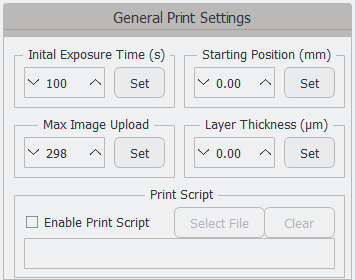 General Print Settings
Inital Exposure Time (s)
Starting Position (mm)
100
Set
0.00
Set
Max Image Upload
Layer Thickness (µm)
298
Set
0.00
Set
Print Script
Enable Print Script
Select File
Clear